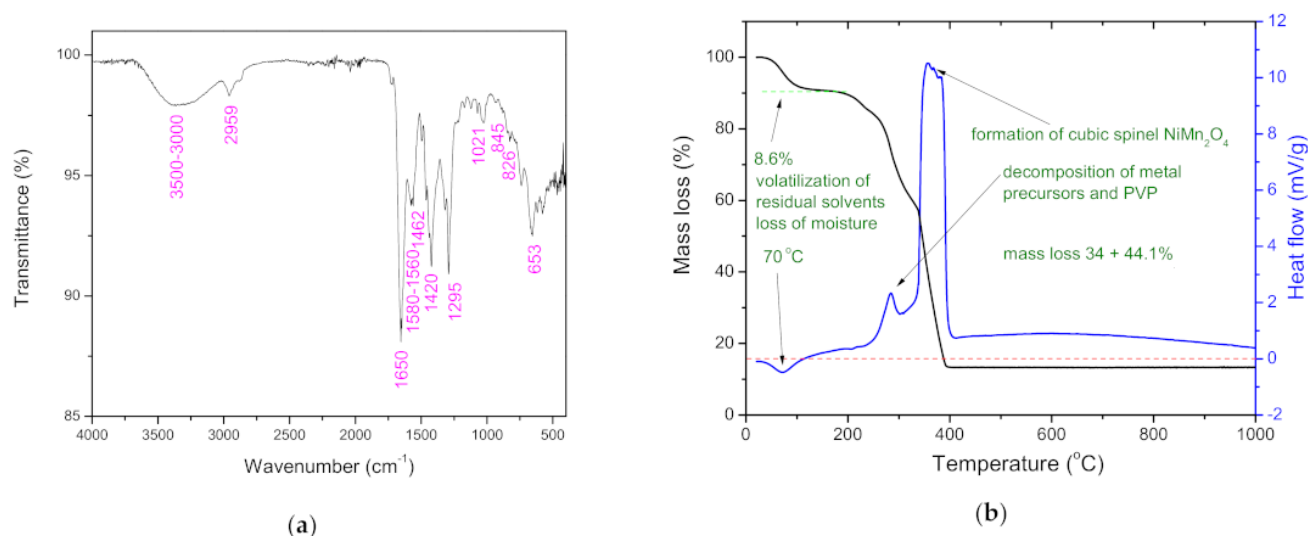 100
95
90
85
Transmittance (%)
3500-3000
2959
1650
1580-1560
1462
1420
1295
1021
845
826
653
4000 3500 3000 2500 2000 1500 1000 500
Wavenumber (cm⁻¹)
(a)
100
80
60
40
20
0
Mass loss (%)
8.6%
volatilization of
residual solvents
loss of moisture
70 °C
formation of cubic spinel NiMn₂O₄
decomposition of metal
precursors and PVP
mass loss 34 + 44.1%
12
10
8
6
4
2
0
-2
Heat flow (mV/g)
0 200 400 600 800 1000
Temperature (°C)
(b)